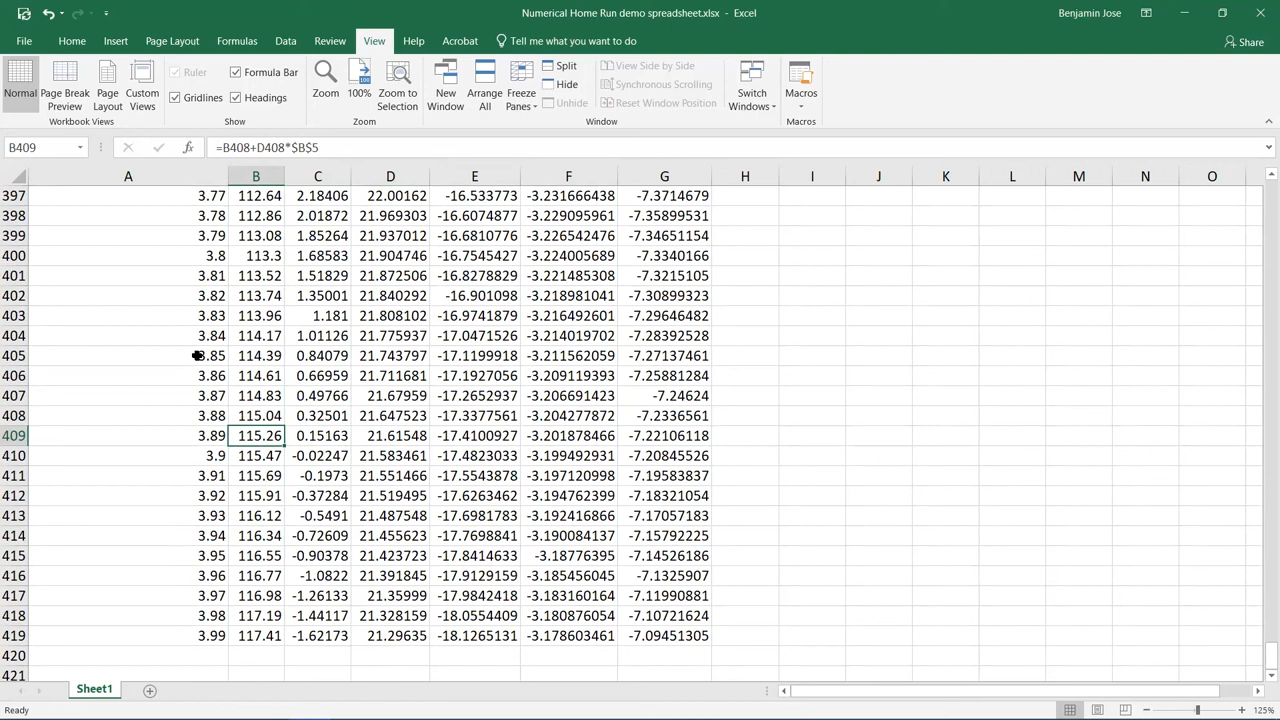 Numerical Home Run demo spreadsheet.xlsx - Excel
Benjamin Jose
File Home Insert Page Layout Formulas Data Review View Help Acrobat Tell me what you want to do Share
Normal
Page Break Preview
Page Layout
Custom Views
Workbook Views
Ruler
Formula Bar
Gridlines
Headings
Show
Zoom
100%
Zoom to Selection
Zoom
New Window
Arrange All
Freeze Panes
Split
Hide
Unhide
View Side by Side
Synchronous Scrolling
Reset Window Position
Window
Switch Windows
Macros
Macros
B409 fx =B408+D408*$B$5
A B C D E F G H I J K L M N O
397 3.77 112.64 2.18406 22.00162 -16.533773 -3.231666438 -7.3714679
398 3.78 112.86 2.01872 21.969303 -16.6074877 -3.229095961 -7.35899531
399 3.79 113.08 1.85264 21.937012 -16.6810776 -3.226542476 -7.34651154
400 3.8 113.3 1.68583 21.904746 -16.7545427 -3.224005689 -7.3340166
401 3.81 113.52 1.51829 21.872506 -16.8278829 -3.221485308 -7.3215105
402 3.82 113.74 1.35001 21.840292 -16.901098 -3.218981041 -7.30899323
403 3.83 113.96 1.181 21.808102 -16.9741879 -3.216492601 -7.29646482
404 3.84 114.17 1.01126 21.775937 -17.0471526 -3.214019702 -7.28392528
405 3.85 114.39 0.84079 21.743797 -17.1199918 -3.211562059 -7.27137461
406 3.86 114.61 0.66959 21.711681 -17.1927056 -3.209119393 -7.25881284
407 3.87 114.83 0.49766 21.67959 -17.2652937 -3.206691423 -7.24624
408 3.88 115.04 0.32501 21.647523 -17.3377561 -3.204277872 -7.2336561
409 3.89 115.26 0.15163 21.61548 -17.4100927 -3.201878466 -7.22106118
410 3.9 115.47 -0.02247 21.583461 -17.4823033 -3.199492931 -7.20845526
411 3.91 115.69 -0.1973 21.551466 -17.5543878 -3.197120998 -7.19583837
412 3.92 115.91 -0.37284 21.519495 -17.6263462 -3.194762399 -7.18321054
413 3.93 116.12 -0.5491 21.487548 -17.6981783 -3.192416866 -7.17057183
414 3.94 116.34 -0.72609 21.455623 -17.7698841 -3.190084137 -7.15792225
415 3.95 116.55 -0.90378 21.423723 -17.8414633 -3.18776395 -7.14526186
416 3.96 116.77 -1.0822 21.391845 -17.9129159 -3.185456045 -7.1325907
417 3.97 116.98 -1.26133 21.35999 -17.9842418 -3.183160164 -7.11990881
418 3.98 117.19 -1.44117 21.328159 -18.0554409 -3.180876054 -7.10721624
419 3.99 117.41 -1.62173 21.29635 -18.1265131 -3.178603461 -7.09451305
420
421
Sheet1
Ready
125%